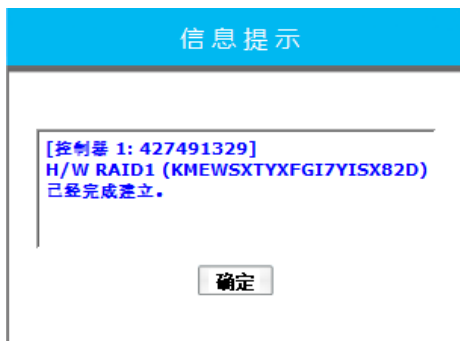 信息提示
[控制器 1: 427491329]
H/W RAID1 (KMEWSXTYXFGI7YISX82D)
已经完成建立。
确定